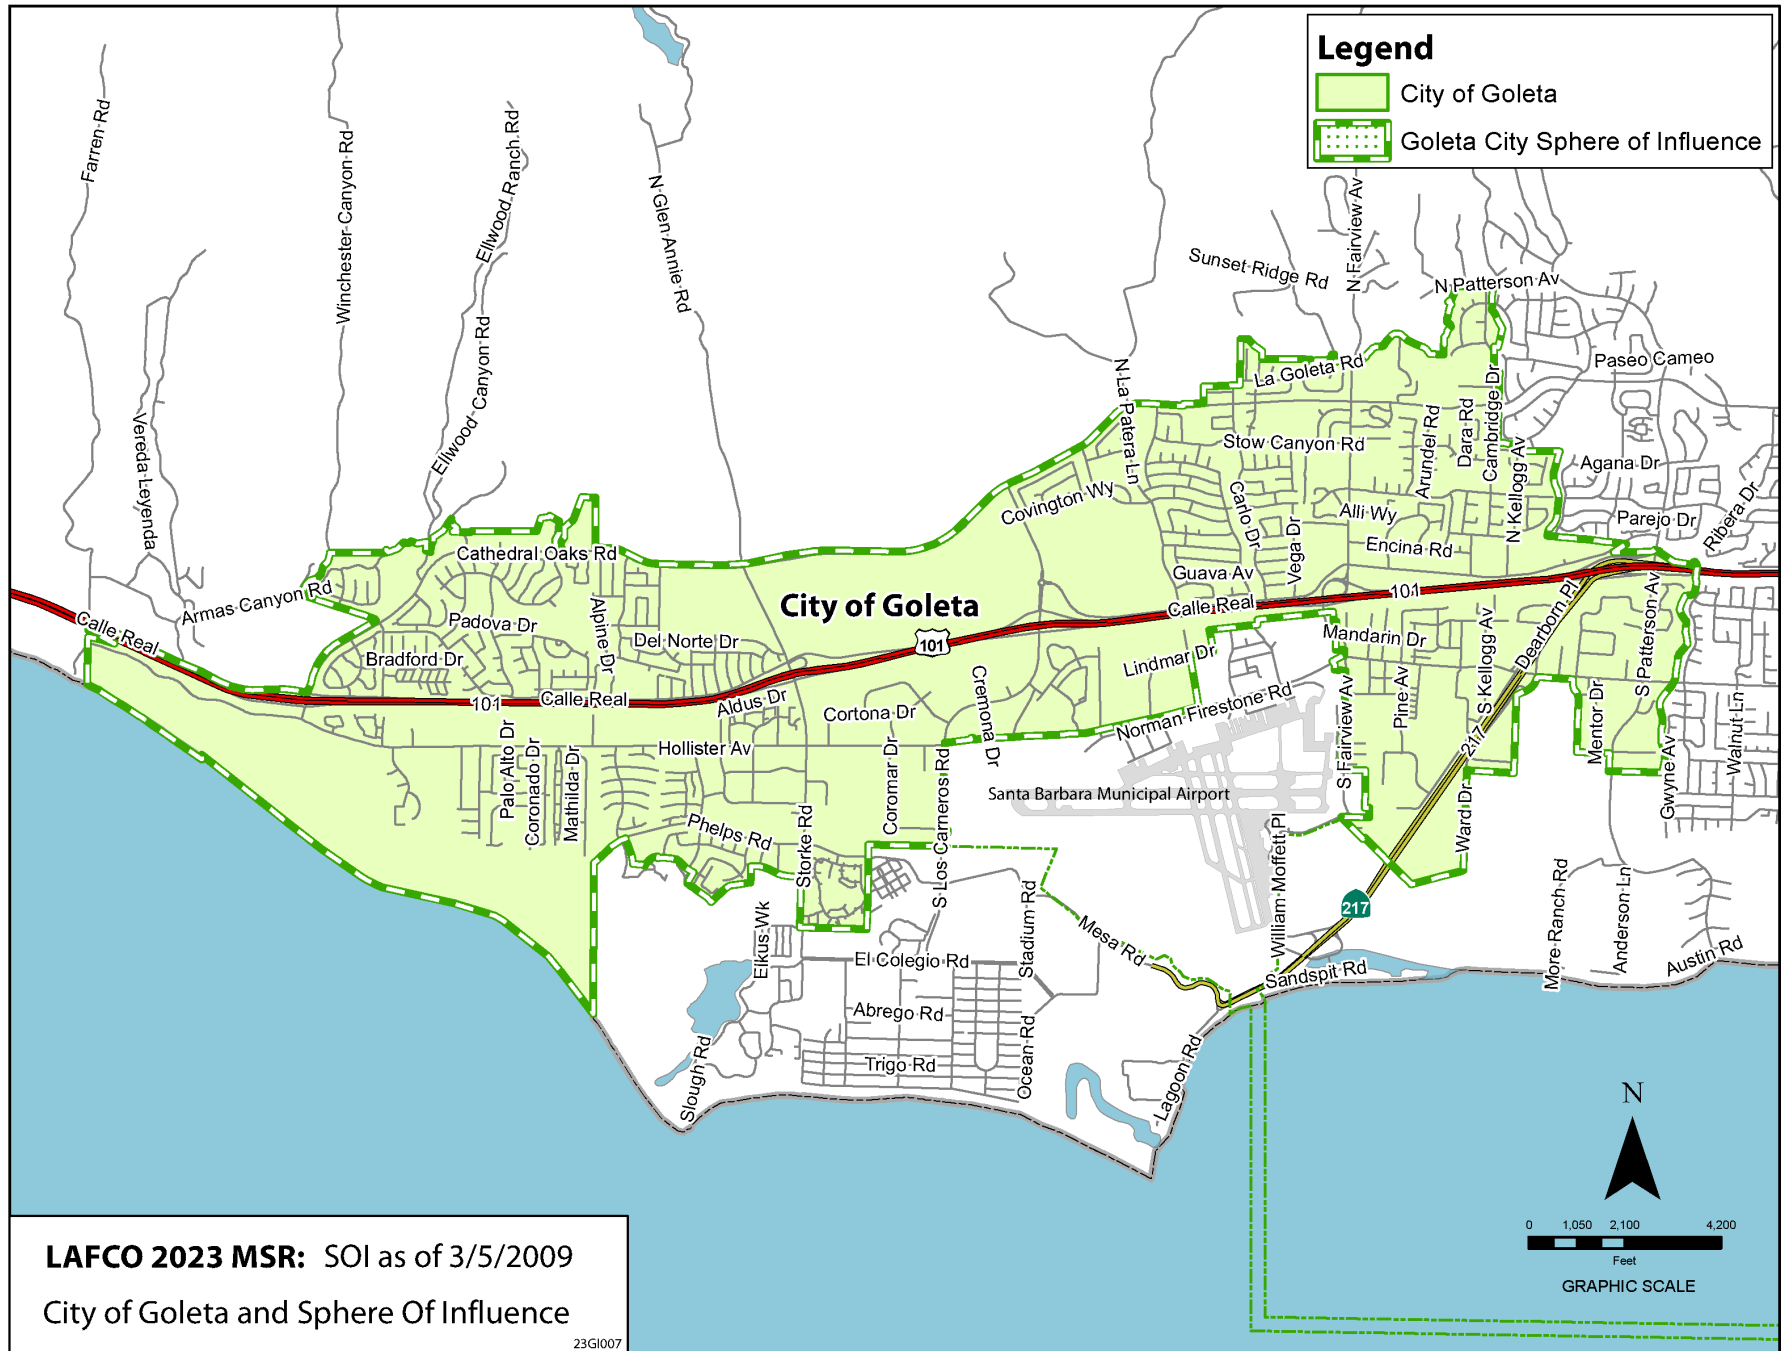 Legend
City of Goleta
Goleta City Sphere of Influence
Farren Rd
Winchester Canyon Rd
Ellwood Ranch Rd
N Glen Annie Rd
Ellwood Canyon Rd
Vereda Leyenda
Sunset Ridge Rd
N Fairview Av
N Patterson Av
Paseo Cameo
La Goleta Rd
N La Patera Ln
Stow Canyon Rd
Arundel Rd
Dara Rd
Cambridge Dr
N Kellogg Av
Agana Dr
Ribera Dr
Parejo Dr
Covington Wy
Carlo Dr
Vega Dr
Alli Wy
Encina Rd
Guava Av
Calle Real
101
Cathedral Oaks Rd
Armas Canyon Rd
Calle Real
Padova Dr
Bradford Dr
Alpine Dr
Del Norte Dr
City of Goleta
101
101
Calle Real
Aldus Dr
Cortona Dr
Cremona Dr
Lindmar Dr
Norman Firestone Rd
Mandarin Dr
Pine Av
S Kellogg Av
Dearborn Pl
S Patterson Av
Mentor Dr
Walnut Ln
Gwyne Av
S Fairview Av
217
Ward Dr
Hollister Av
Palo Alto Dr
Coronado Dr
Mathilda Dr
Coromar Dr
S Los Carneros Rd
Santa Barbara Municipal Airport
Phelps Rd
Storke Rd
William Moffett Pl
217
Elkus Wk
El Colegio Rd
Stadium Rd
Mesa Rd
Sandspit Rd
More Ranch Rd
Anderson Ln
Austin Rd
Abrego Rd
Trigo Rd
Ocean Rd
Slough Rd
Lagoon Rd
N
0 1,050 2,100 4,200
Feet
GRAPHIC SCALE
LAFCO 2023 MSR: SOI as of 3/5/2009
City of Goleta and Sphere Of Influence
23GI007